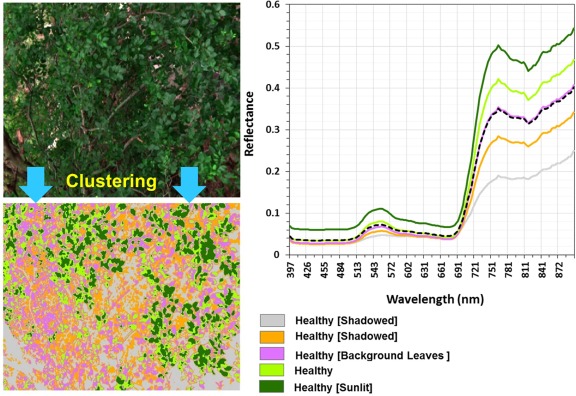 Clustering
Reflectance
0.6
0.5
0.4
0.3
0.2
0.1
0
397 426 455 484 513 543 572 602 631 661 691 721 751 781 811 841 872
Wavelength (nm)
Healthy [Shadowed]
Healthy [Shadowed]
Healthy [Background Leaves ]
Healthy
Healthy [Sunlit]